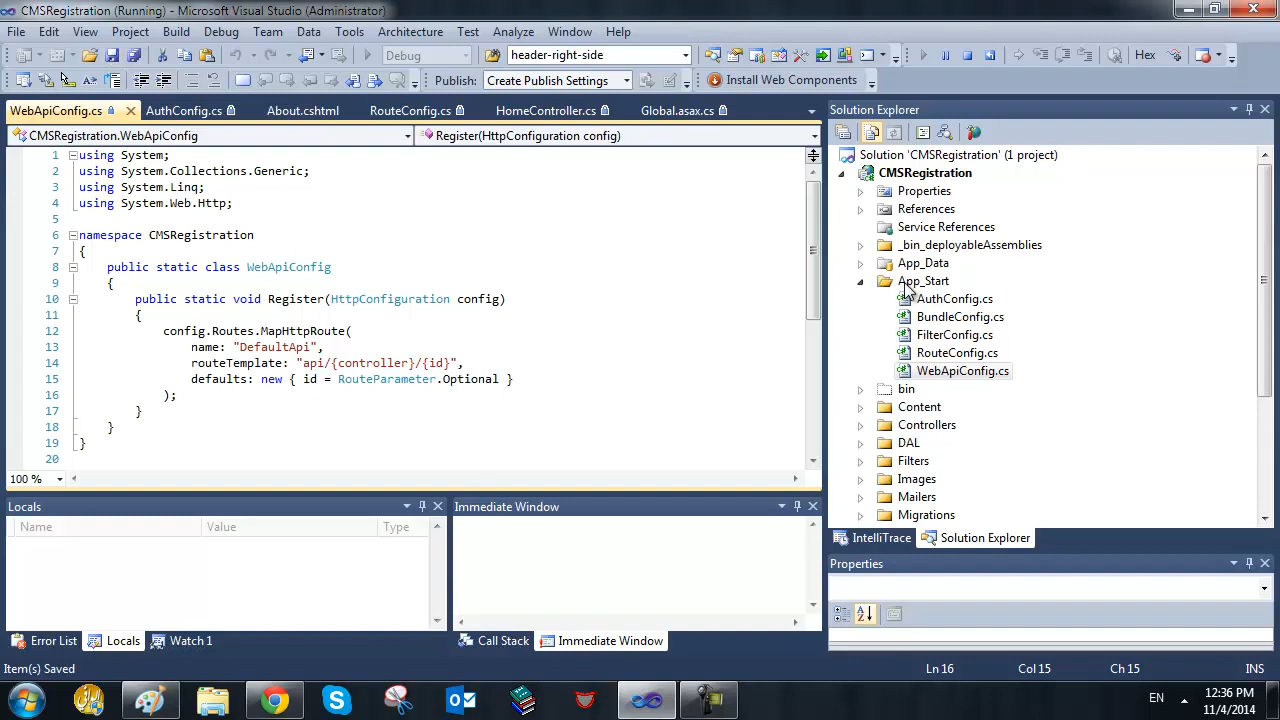 CMSRegistration (Running) - Microsoft Visual Studio (Administrator)
File Edit View Project Build Debug Team Data Tools Architecture Test Analyze Window Help
Debug header-right-side Hex
Publish: Create Publish Settings Install Web Components
WebApiConfig.cs AuthConfig.cs About.cshtml RouteConfig.cs HomeController.cs Global.asax.cs
CMSRegistration.WebApiConfig Register(HttpConfiguration config)
1 using System;
2 using System.Collections.Generic;
3 using System.Linq;
4 using System.Web.Http;
5
6 namespace CMSRegistration
7 {
8 public static class WebApiConfig
9 {
10 public static void Register(HttpConfiguration config)
11 {
12 config.Routes.MapHttpRoute(
13 name: "DefaultApi",
14 routeTemplate: "api/{controller}/{id}",
15 defaults: new { id = RouteParameter.Optional }
16 );
17 }
18 }
19 }
20
100 %
Solution Explorer
Solution 'CMSRegistration' (1 project)
CMSRegistration
Properties
References
Service References
_bin_deployableAssemblies
App_Data
App_Start
AuthConfig.cs
BundleConfig.cs
FilterConfig.cs
RouteConfig.cs
WebApiConfig.cs
bin
Content
Controllers
DAL
Filters
Images
Mailers
Migrations
IntelliTrace Solution Explorer
Properties
Locals
Name Value Type
Error List Locals Watch 1
Immediate Window
Call Stack Immediate Window
Item(s) Saved Ln 16 Col 15 Ch 15 INS
EN 12:36 PM
11/4/2014